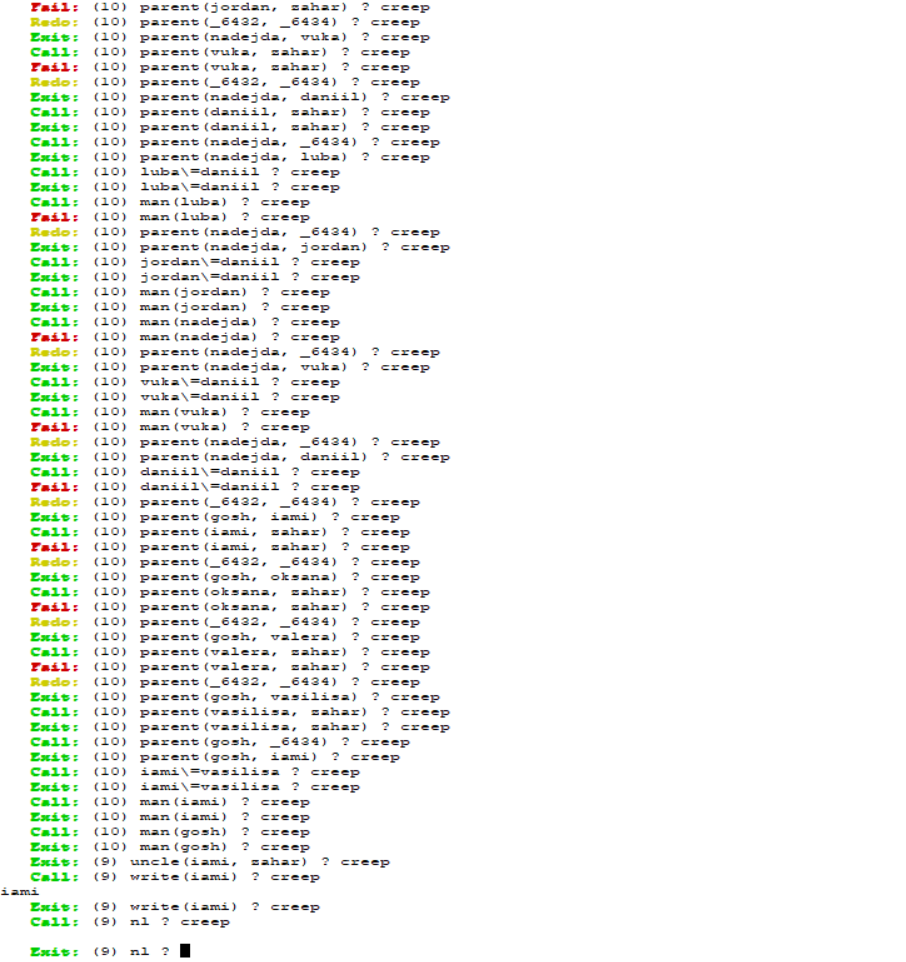 Fail: (10) parent(jordan, zahar) ? creep
Redo: (10) parent(_6432, _6434) ? creep
Exit: (10) parent(nadejda, vuka) ? creep
Call: (10) parent(vuka, zahar) ? creep
Fail: (10) parent(vuka, zahar) ? creep
Redo: (10) parent(_6432, _6434) ? creep
Exit: (10) parent(nadejda, daniil) ? creep
Call: (10) parent(daniil, zahar) ? creep
Exit: (10) parent(daniil, zahar) ? creep
Call: (10) parent(nadejda, _6434) ? creep
Exit: (10) parent(nadejda, luba) ? creep
Call: (10) luba\=daniil ? creep
Exit: (10) luba\=daniil ? creep
Call: (10) man(luba) ? creep
Fail: (10) man(luba) ? creep
Redo: (10) parent(nadejda, _6434) ? creep
Exit: (10) parent(nadejda, jordan) ? creep
Call: (10) jordan\=daniil ? creep
Exit: (10) jordan\=daniil ? creep
Call: (10) man(jordan) ? creep
Exit: (10) man(jordan) ? creep
Call: (10) man(nadejda) ? creep
Fail: (10) man(nadejda) ? creep
Redo: (10) parent(nadejda, _6434) ? creep
Exit: (10) parent(nadejda, vuka) ? creep
Call: (10) vuka\=daniil ? creep
Exit: (10) vuka\=daniil ? creep
Call: (10) man(vuka) ? creep
Fail: (10) man(vuka) ? creep
Redo: (10) parent(nadejda, _6434) ? creep
Exit: (10) parent(nadejda, daniil) ? creep
Call: (10) daniil\=daniil ? creep
Fail: (10) daniil\=daniil ? creep
Redo: (10) parent(_6432, _6434) ? creep
Exit: (10) parent(gosh, iami) ? creep
Call: (10) parent(iami, zahar) ? creep
Fail: (10) parent(iami, zahar) ? creep
Redo: (10) parent(_6432, _6434) ? creep
Exit: (10) parent(gosh, oksana) ? creep
Call: (10) parent(oksana, zahar) ? creep
Fail: (10) parent(oksana, zahar) ? creep
Redo: (10) parent(_6432, _6434) ? creep
Exit: (10) parent(gosh, valera) ? creep
Call: (10) parent(valera, zahar) ? creep
Fail: (10) parent(valera, zahar) ? creep
Redo: (10) parent(_6432, _6434) ? creep
Exit: (10) parent(gosh, vasilisa) ? creep
Call: (10) parent(vasilisa, zahar) ? creep
Exit: (10) parent(vasilisa, zahar) ? creep
Call: (10) parent(gosh, _6434) ? creep
Exit: (10) parent(gosh, iami) ? creep
Call: (10) iami\=vasilisa ? creep
Exit: (10) iami\=vasilisa ? creep
Call: (10) man(iami) ? creep
Exit: (10) man(iami) ? creep
Call: (10) man(gosh) ? creep
Exit: (10) man(gosh) ? creep
Exit: (9) uncle(iami, zahar) ? creep
Call: (9) write(iami) ? creep
iami
Exit: (9) write(iami) ? creep
Call: (9) nl ? creep
Exit: (9) nl ?